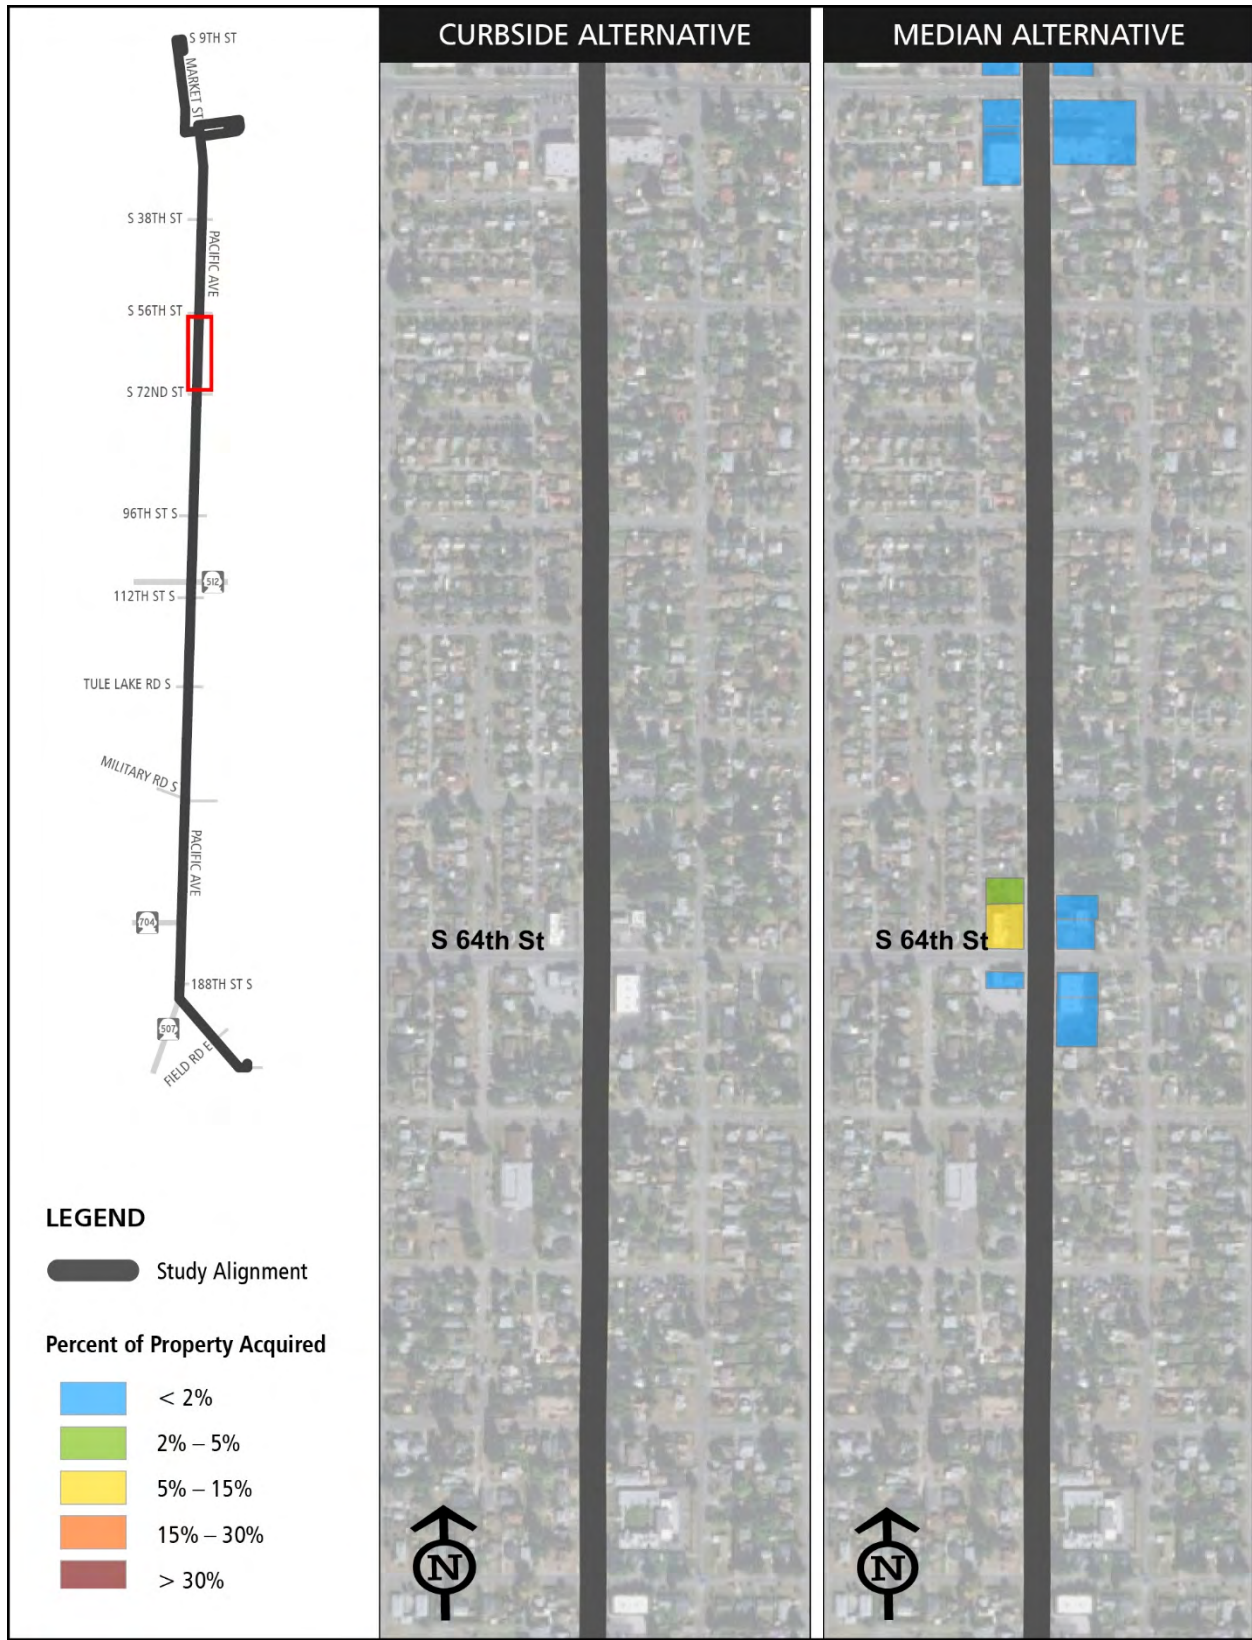 S 9TH ST
MARKET ST
S 38TH ST
PACIFIC AVE
S 56TH ST
S 72ND ST
96TH ST S
512
112TH ST S
TULE LAKE RD S
MILITARY RD S
PACIFIC AVE
704
188TH ST S
507
FIELD RD E
LEGEND
Study Alignment
Percent of Property Acquired
< 2%
2% – 5%
5% – 15%
15% – 30%
> 30%
CURBSIDE ALTERNATIVE
S 64th St
N
MEDIAN ALTERNATIVE
S 64th St
N